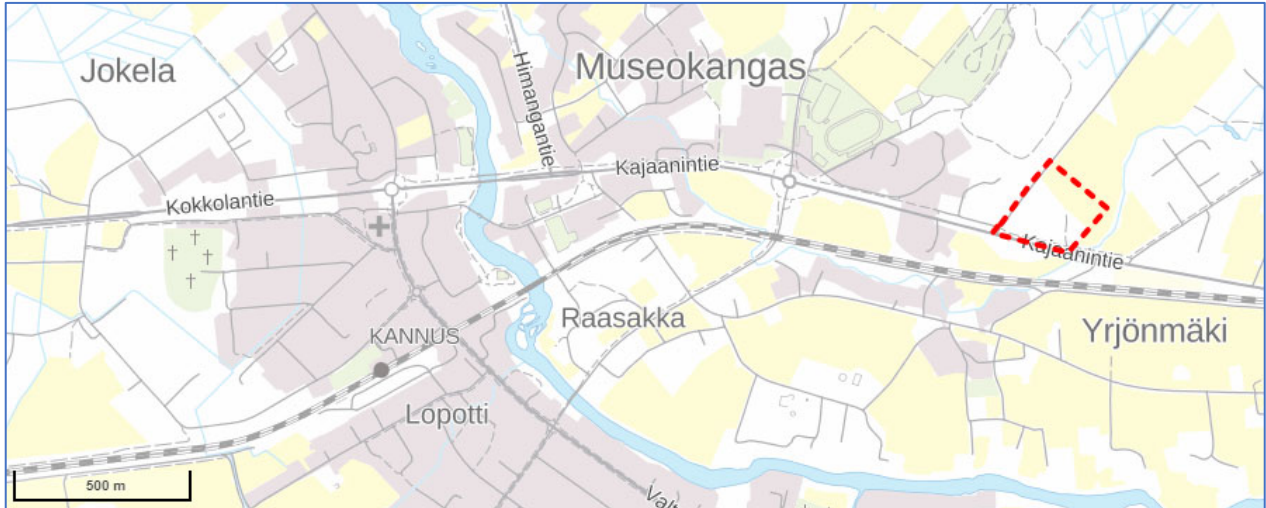 Jokela
Himangantie
Museokangas
Kajaanintie
Kokkolantie
Kajaanintie
Raasakka
KANNUS
Yrjönmäki
Lopotti
500 m